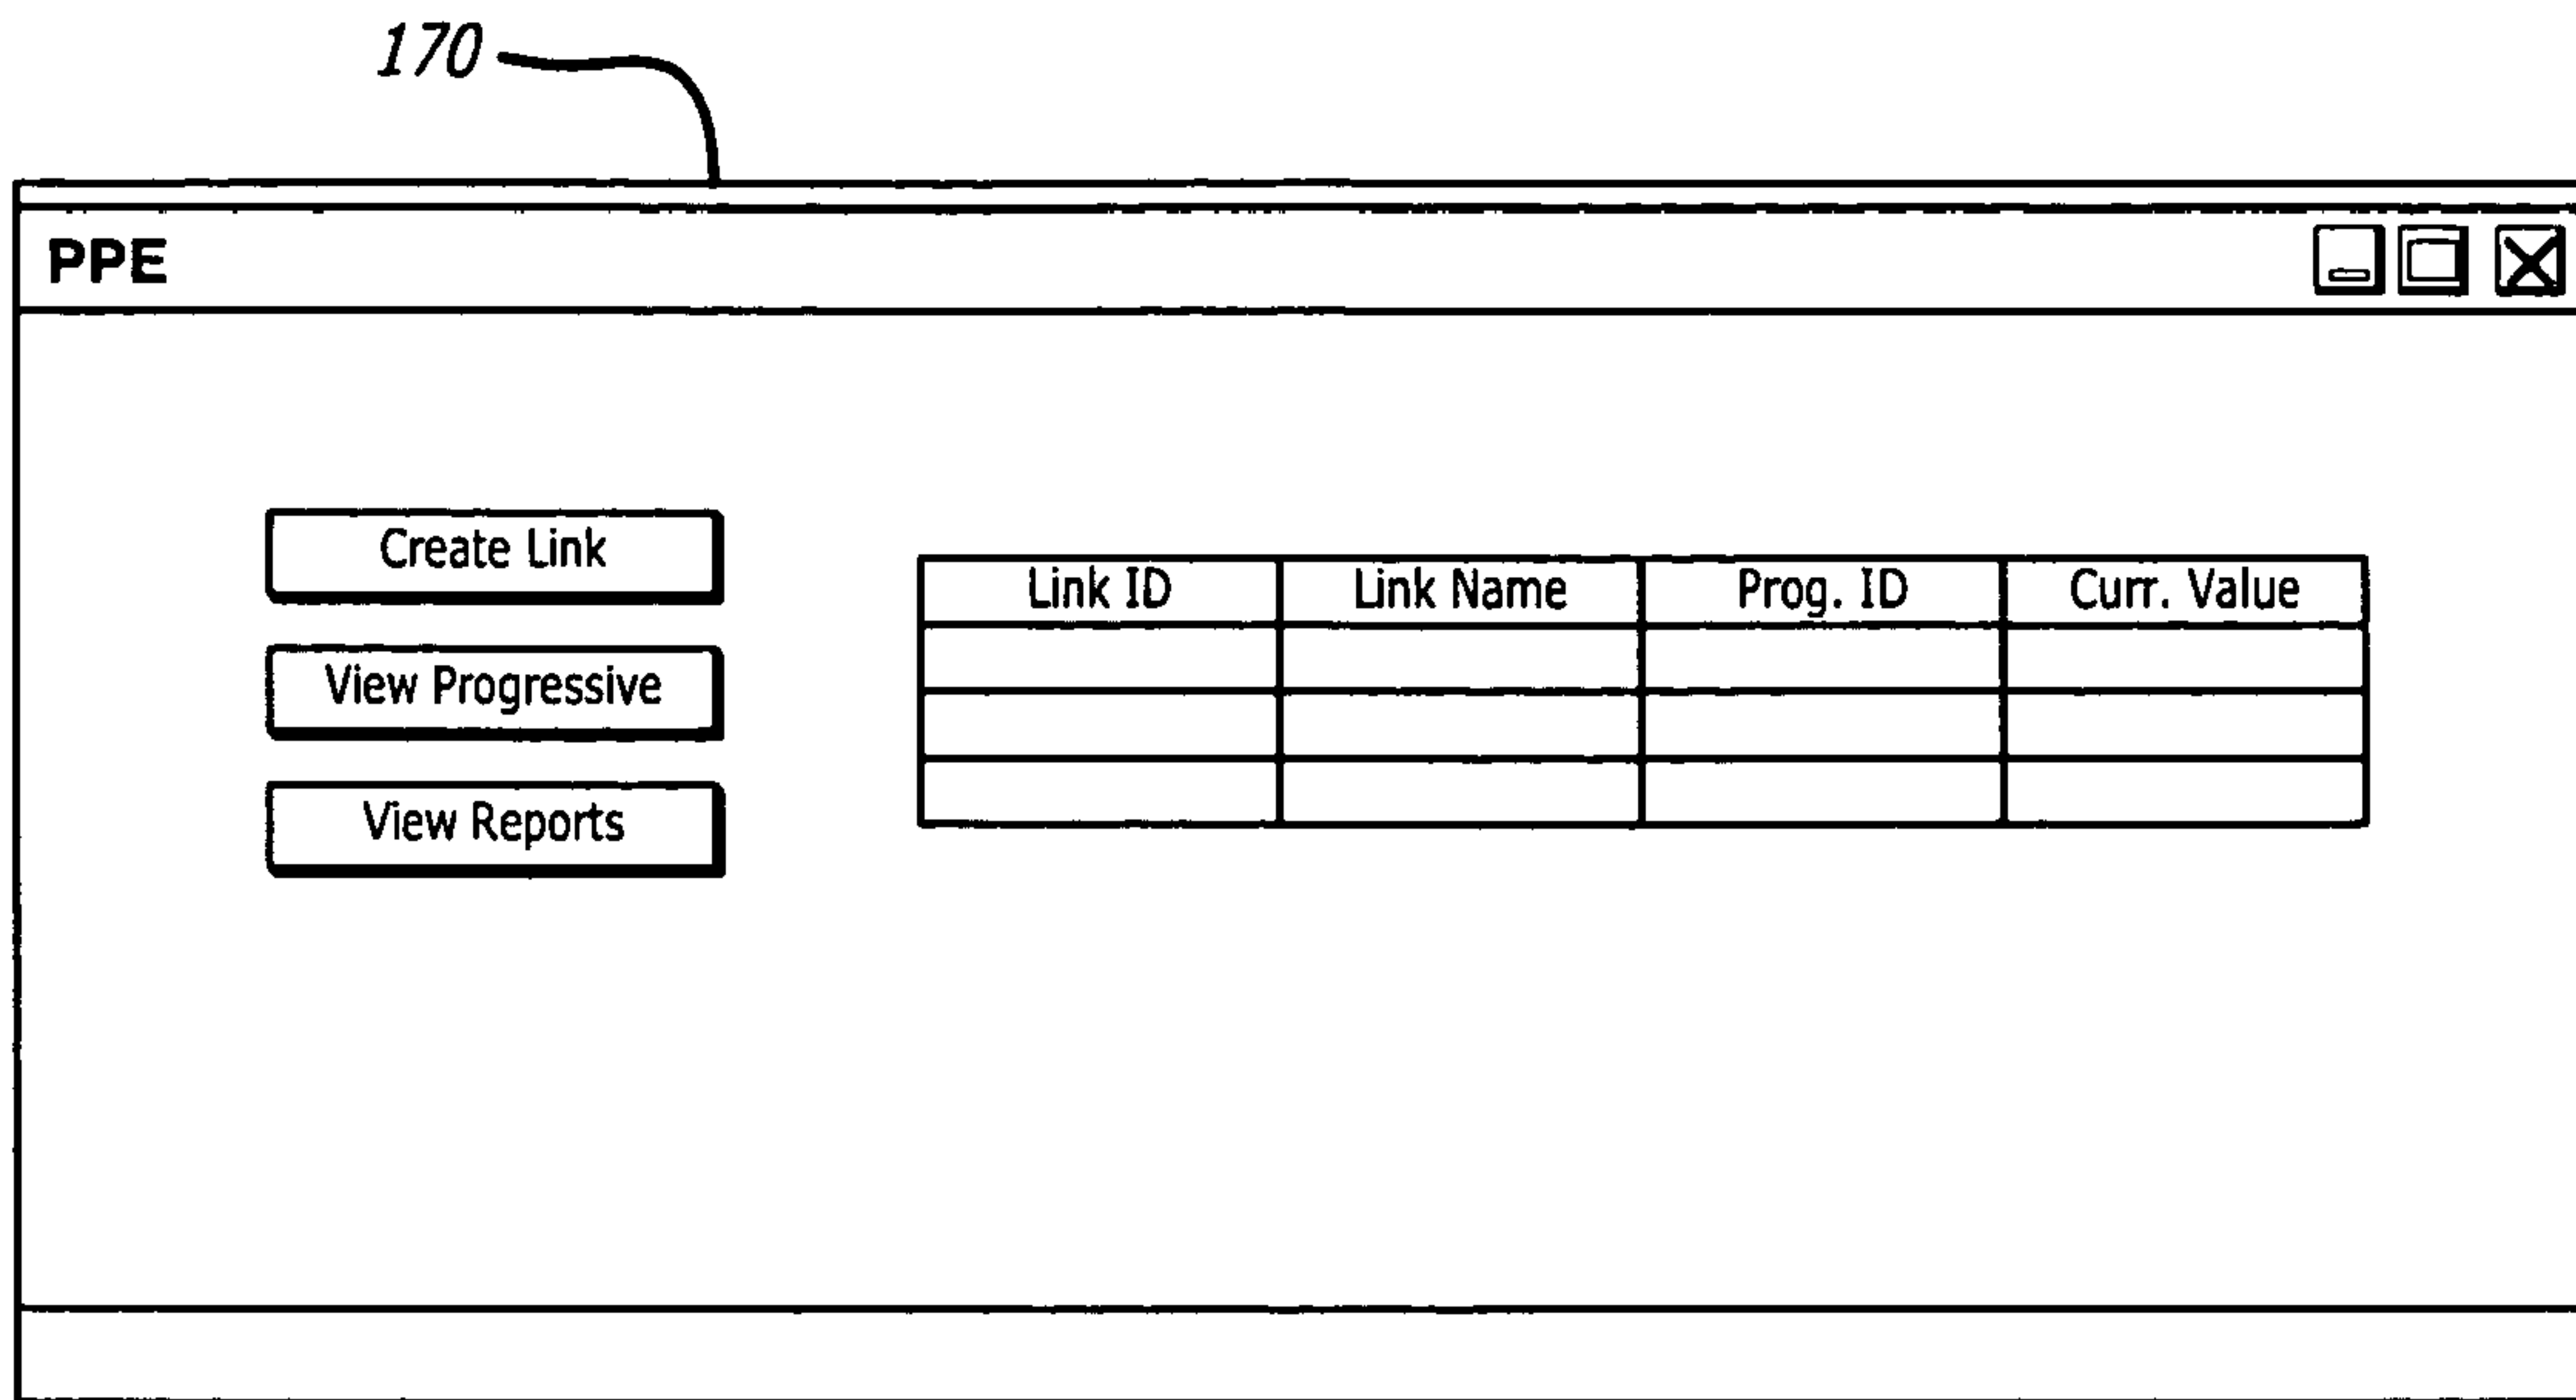 170
PPE
Create Link
View Progressive
View Reports
Link ID Link Name Prog. ID Curr. Value